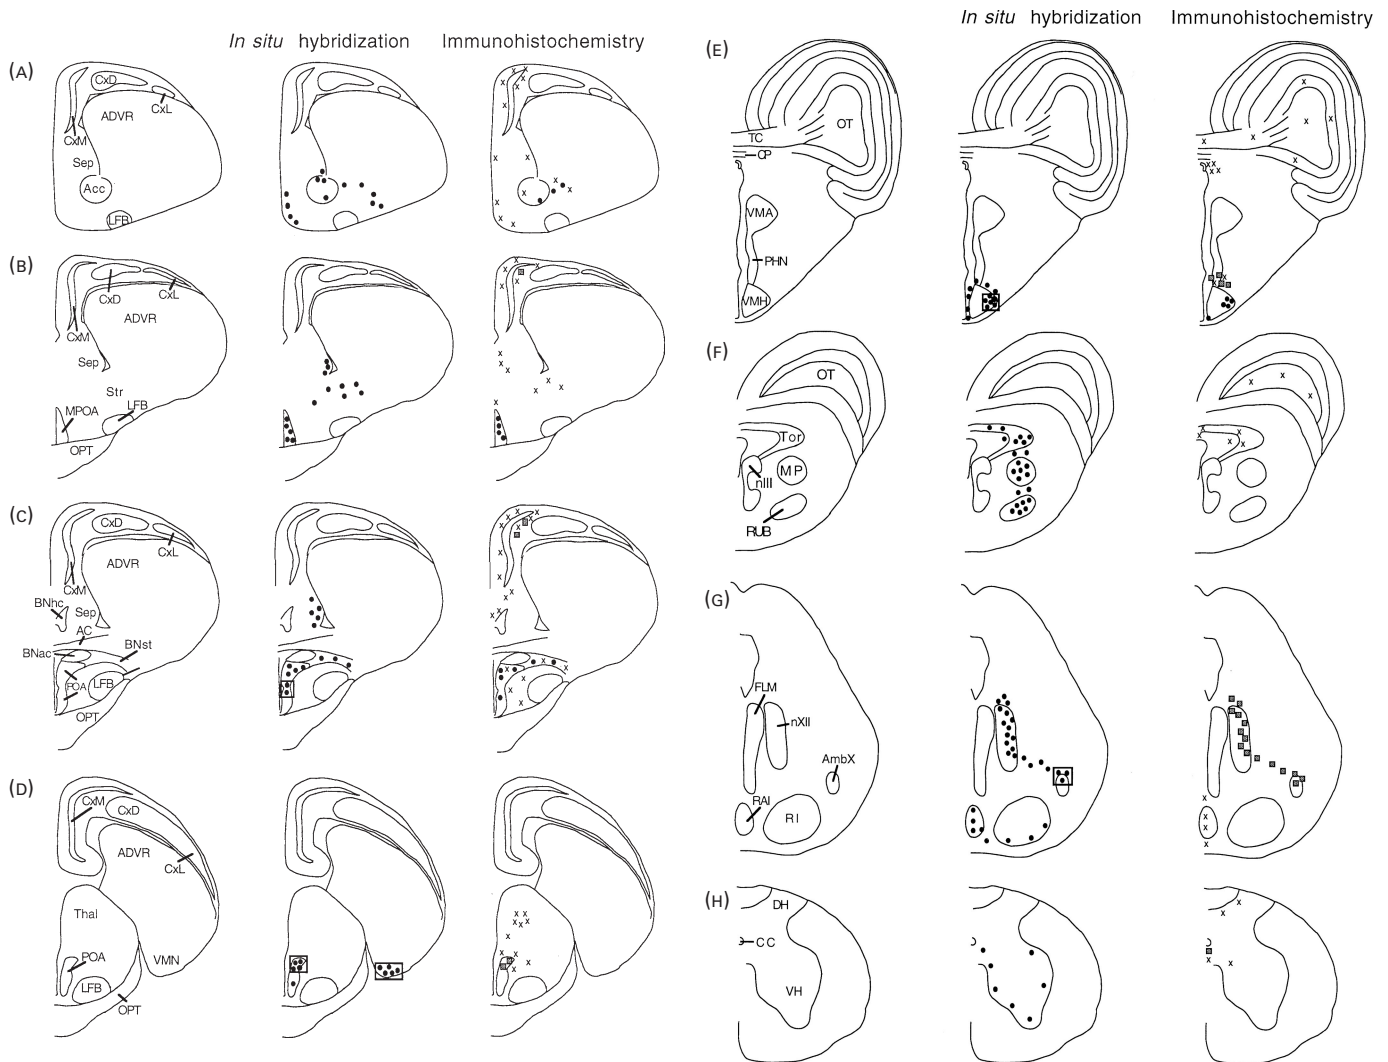 In situ hybridization
Immunohistochemistry
(A)
CxD
CxL
ADVR
CxM
Sep
Acc
LFB
(B)
CxD
CxL
ADVR
CxM
Sep
Str
LFB
MPOA
OPT
(C)
CxD
CxL
ADVR
CxM
BNhc
Sep
AC
BNst
BNac
POA
LFB
OPT
(D)
CxM
CxD
ADVR
CxL
Thal
POA
VMN
LFB
OPT
In situ hybridization
Immunohistochemistry
(E)
OT
TC
CP
VMA
PHN
VMH
(F)
OT
Tor
MP
nIII
RUB
(G)
FLM
nXII
AmbX
RAI
RI
(H)
DH
CC
VH